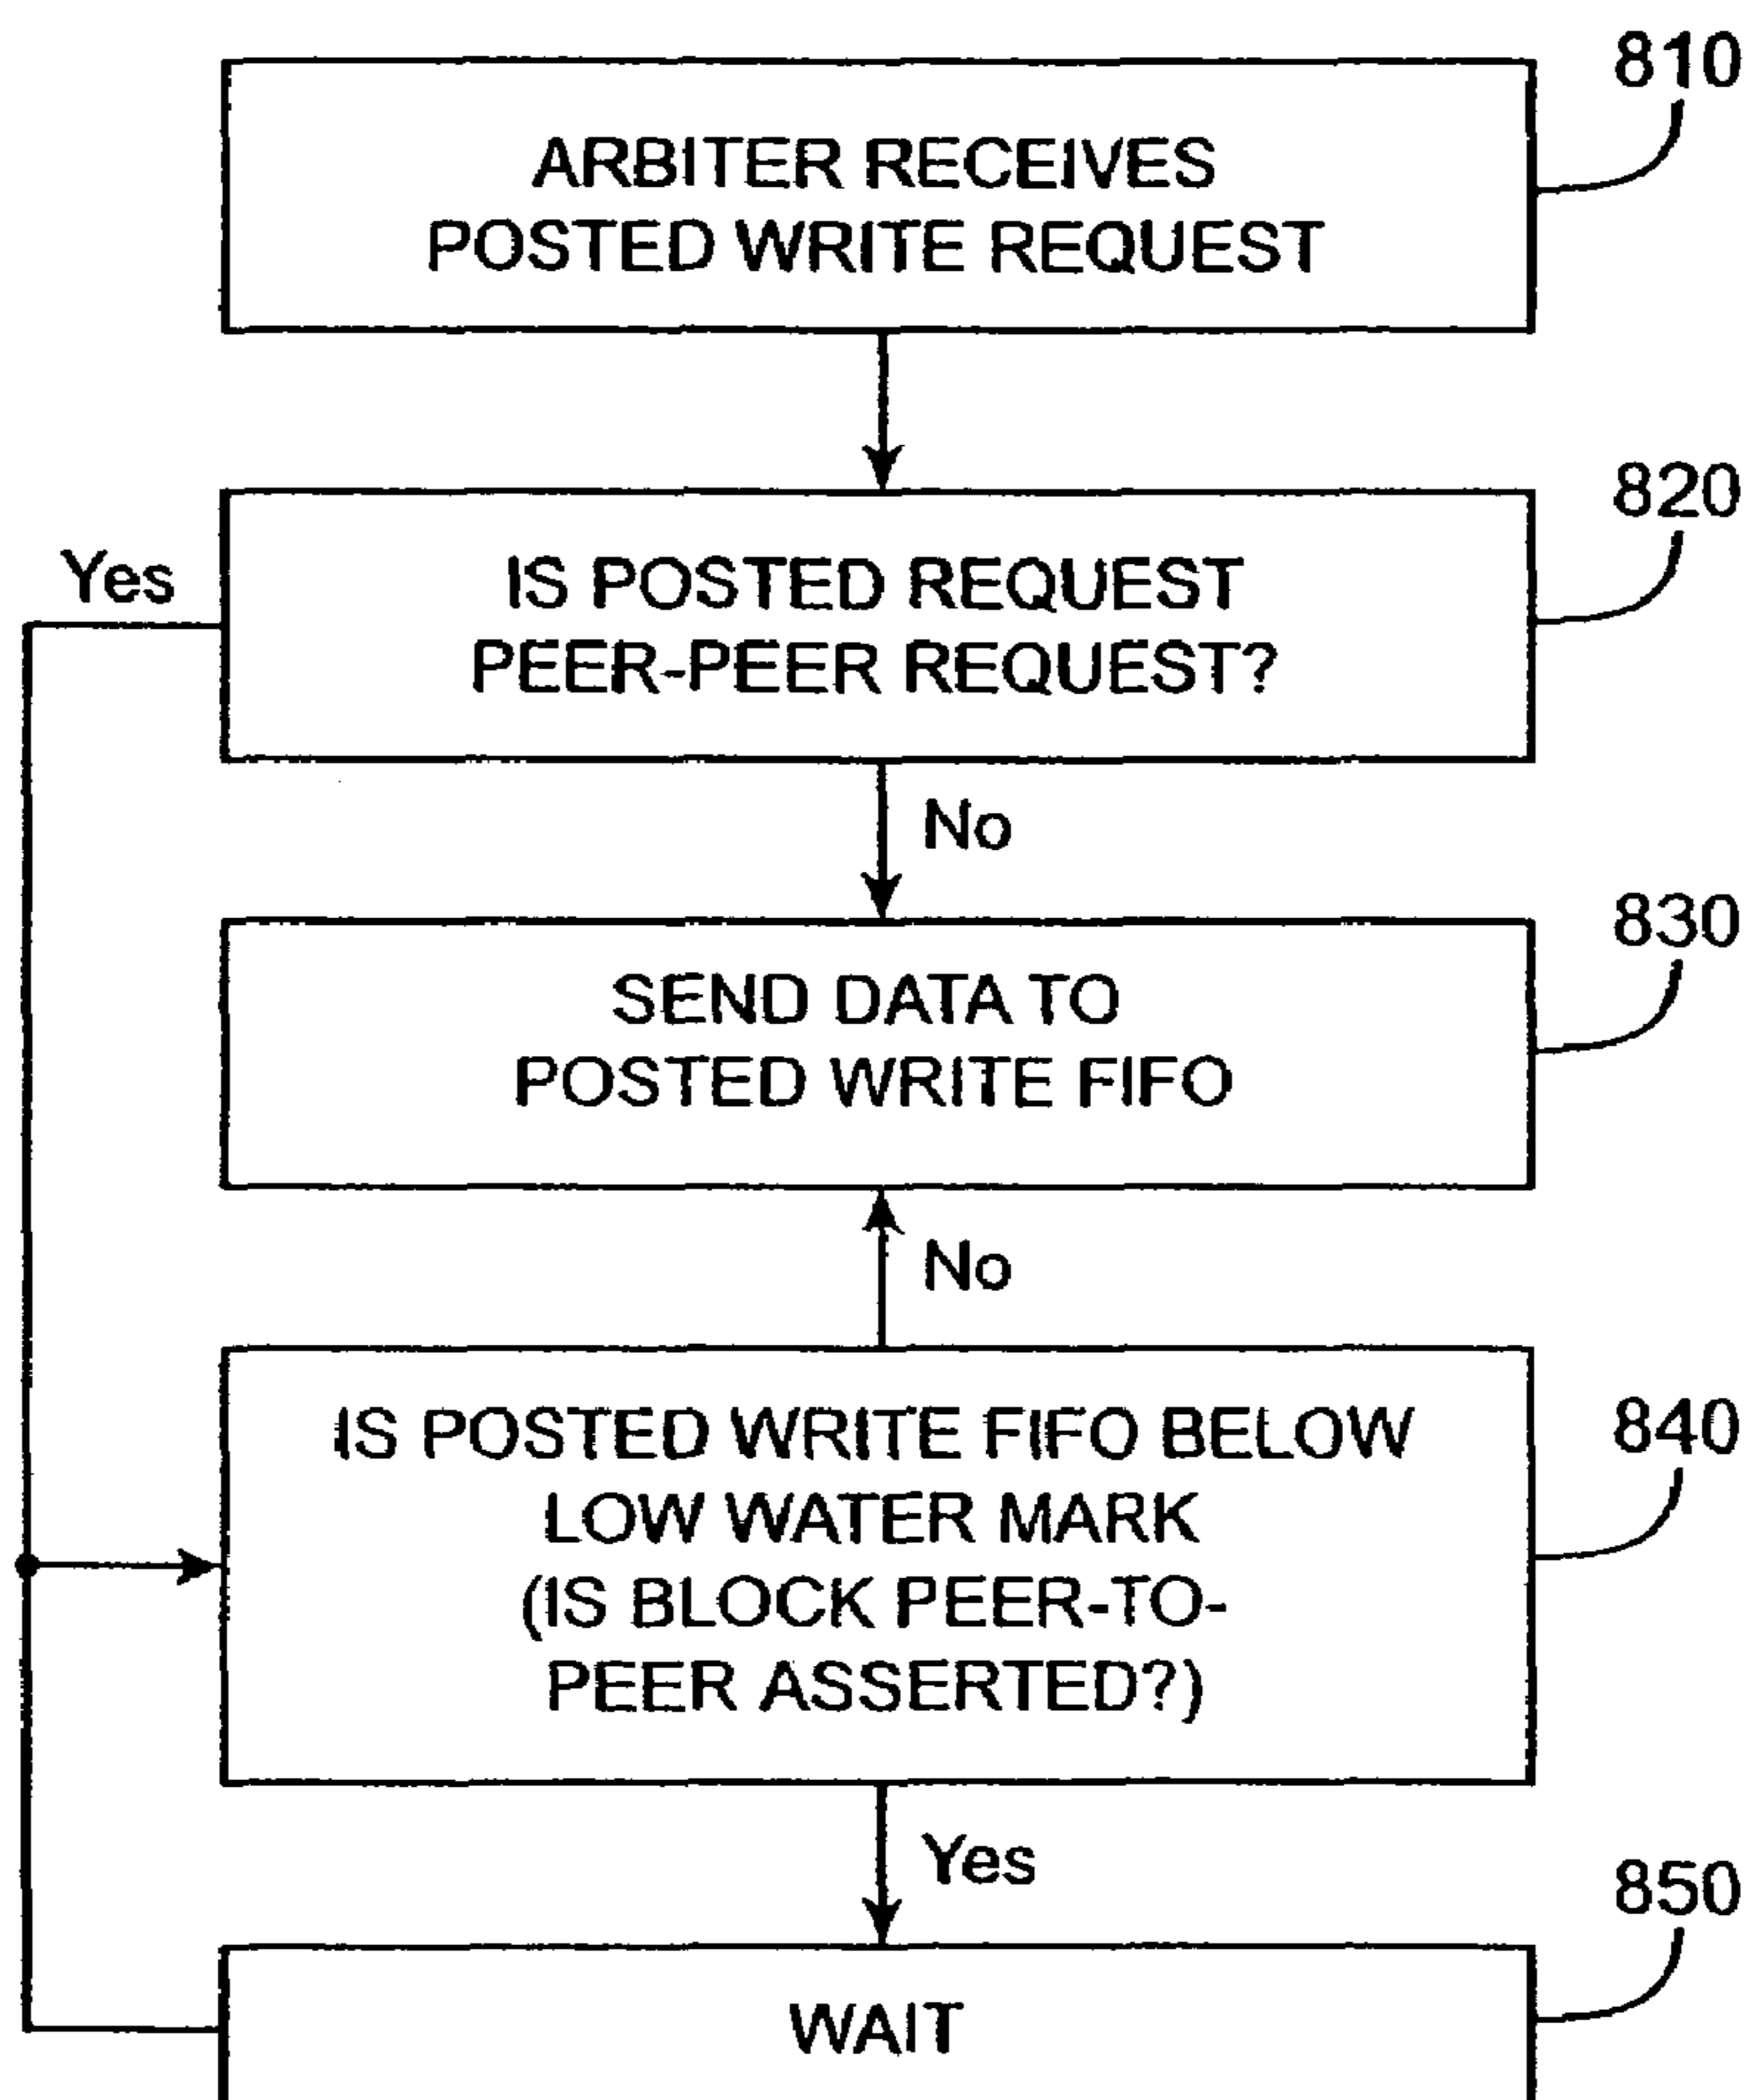 810
ARBITER RECEIVES
POSTED WRITE REQUEST
820
Yes
IS POSTED REQUEST
PEER-PEER REQUEST?
No
830
SEND DATA TO
POSTED WRITE FIFO
No
840
IS POSTED WRITE FIFO BELOW
LOW WATER MARK
(IS BLOCK PEER-TO-
PEER ASSERTED?)
Yes
850
WAIT